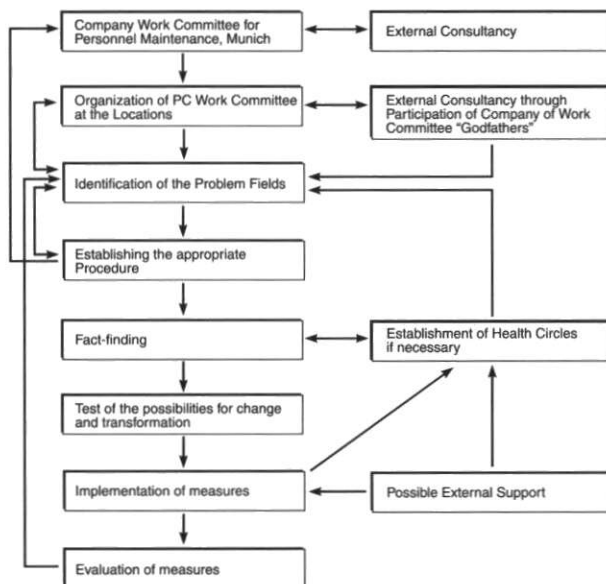 Company Work Committee for
Personnel Maintenance, Munich
External Consultancy
Organization of PC Work Committee
at the Locations
External Consultancy through
Participation of Company of Work
Committee “Godfathers”
Identification of the Problem Fields
Establishing the appropriate
Procedure
Fact-finding
Establishment of Health Circles
if necessary
Test of the possibilities for change
and transformation
Implementation of measures
Possible External Support
Evaluation of measures